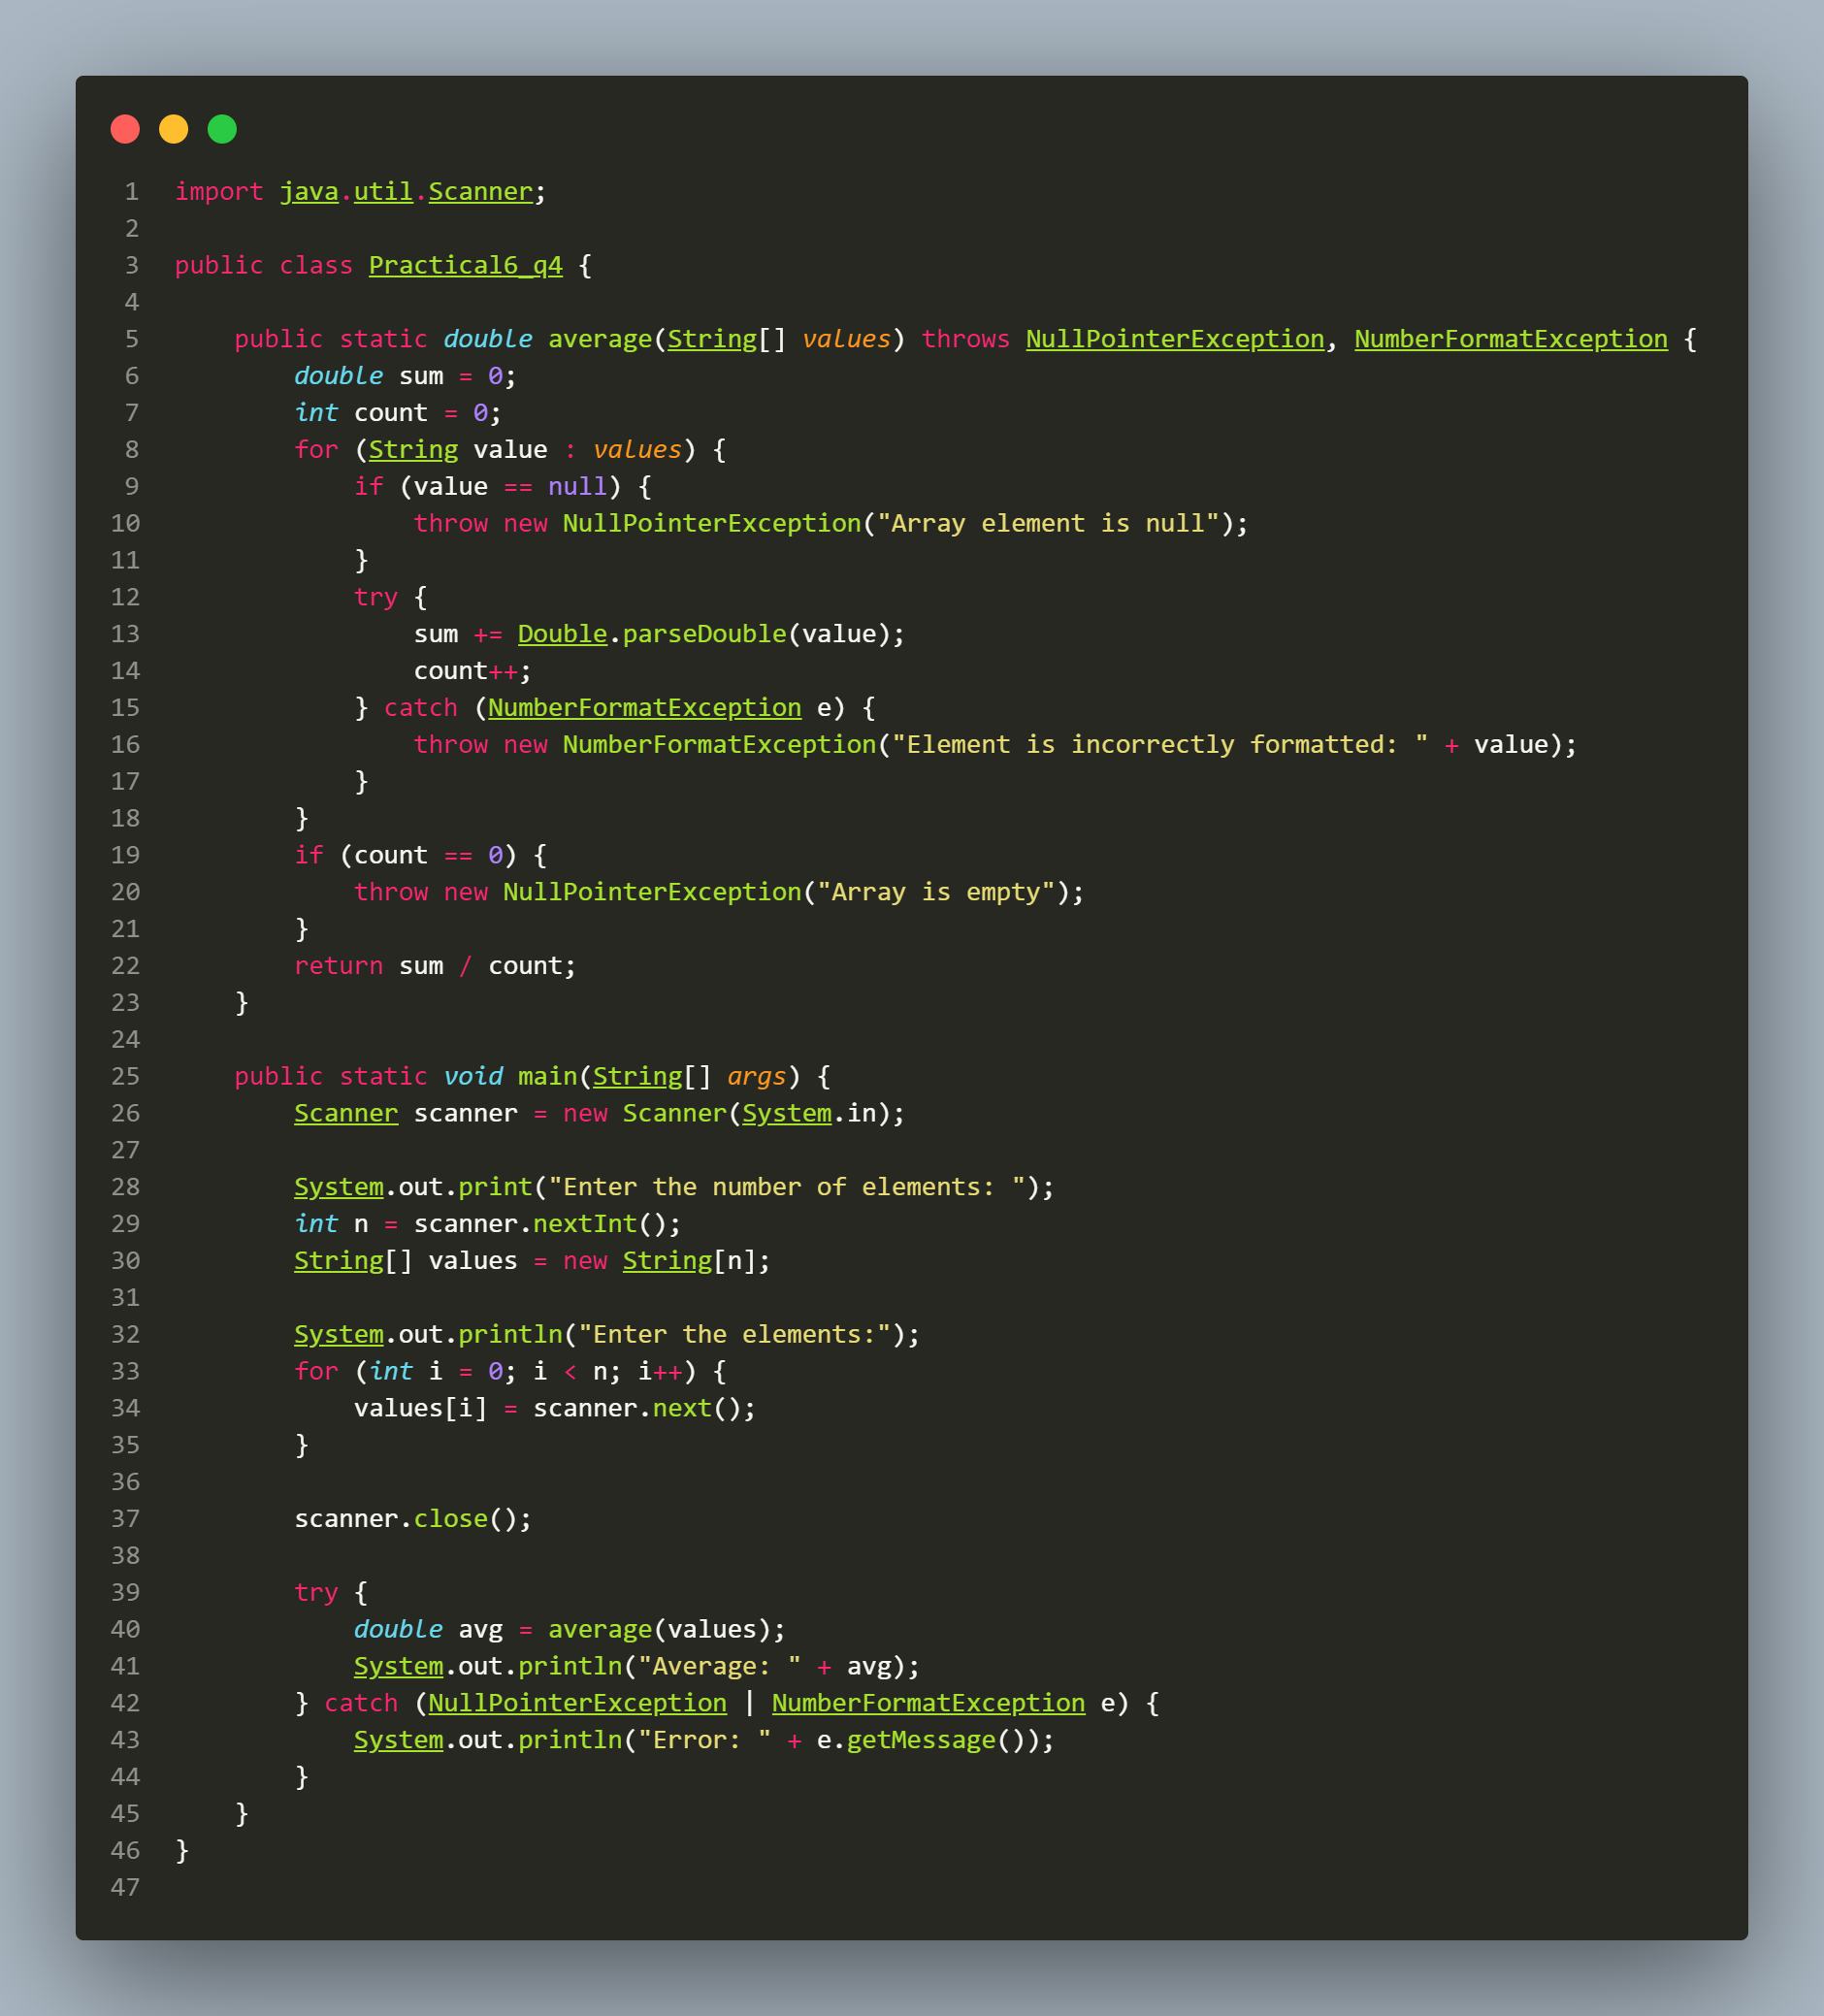 1 import java.util.Scanner;
2
3 public class Practical6_q4 {
4
5     public static double average(String[] values) throws NullPointerException, NumberFormatException {
6         double sum = 0;
7         int count = 0;
8         for (String value : values) {
9             if (value == null) {
10                 throw new NullPointerException("Array element is null");
11             }
12             try {
13                 sum += Double.parseDouble(value);
14                 count++;
15             } catch (NumberFormatException e) {
16                 throw new NumberFormatException("Element is incorrectly formatted: " + value);
17             }
18         }
19         if (count == 0) {
20             throw new NullPointerException("Array is empty");
21         }
22         return sum / count;
23     }
24
25     public static void main(String[] args) {
26         Scanner scanner = new Scanner(System.in);
27
28         System.out.print("Enter the number of elements: ");
29         int n = scanner.nextInt();
30         String[] values = new String[n];
31
32         System.out.println("Enter the elements:");
33         for (int i = 0; i < n; i++) {
34             values[i] = scanner.next();
35         }
36
37         scanner.close();
38
39         try {
40             double avg = average(values);
41             System.out.println("Average: " + avg);
42         } catch (NullPointerException | NumberFormatException e) {
43             System.out.println("Error: " + e.getMessage());
44         }
45     }
46 }
47